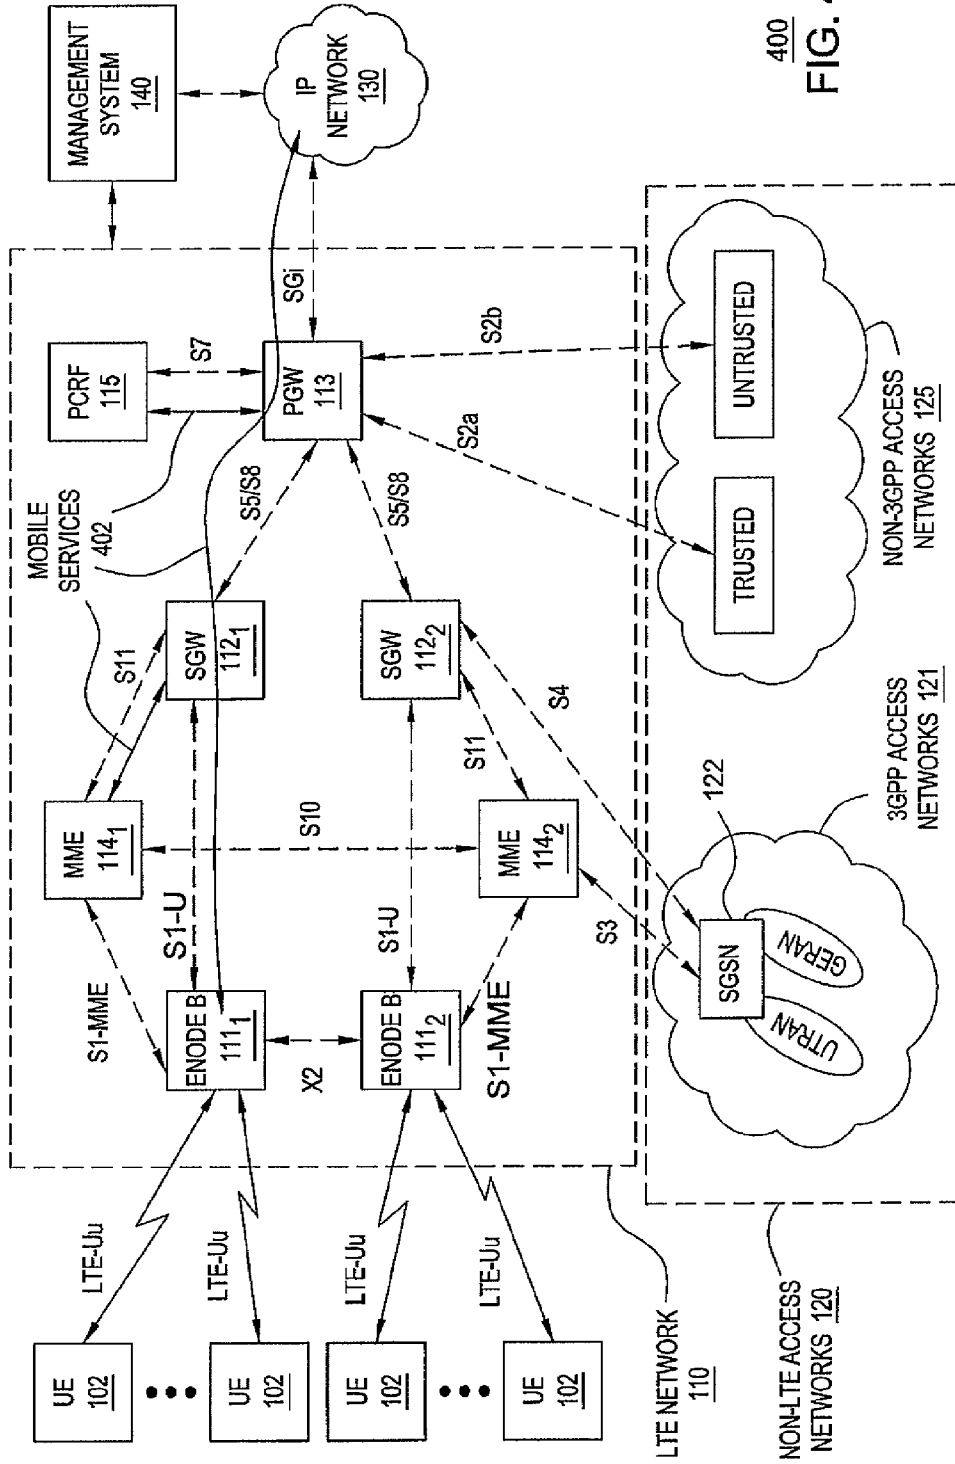 MANAGEMENT
SYSTEM
140
IP
NETWORK
130
MOBILE
SERVICES
402
PCRF
115
S7
SGi
PGW
113
S5/S8
S5/S8
S2a
S2b
S11
SGW
112₁
SGW
112₂
S11
S4
MME
114₁
S10
MME
114₂
S3
S1-MME
S1-U
S1-U
S1-MME
ENODE B
111₁
X2
ENODE B
111₂
LTE-Uu
LTE-Uu
LTE-Uu
LTE-Uu
UE
102
UE
102
UE
102
UE
102
LTE NETWORK
110
NON-LTE ACCESS
NETWORKS 120
SGSN
122
UTRAN
GERAN
3GPP ACCESS
NETWORKS 121
TRUSTED
UNTRUSTED
NON-3GPP ACCESS
NETWORKS 125
400
FIG.